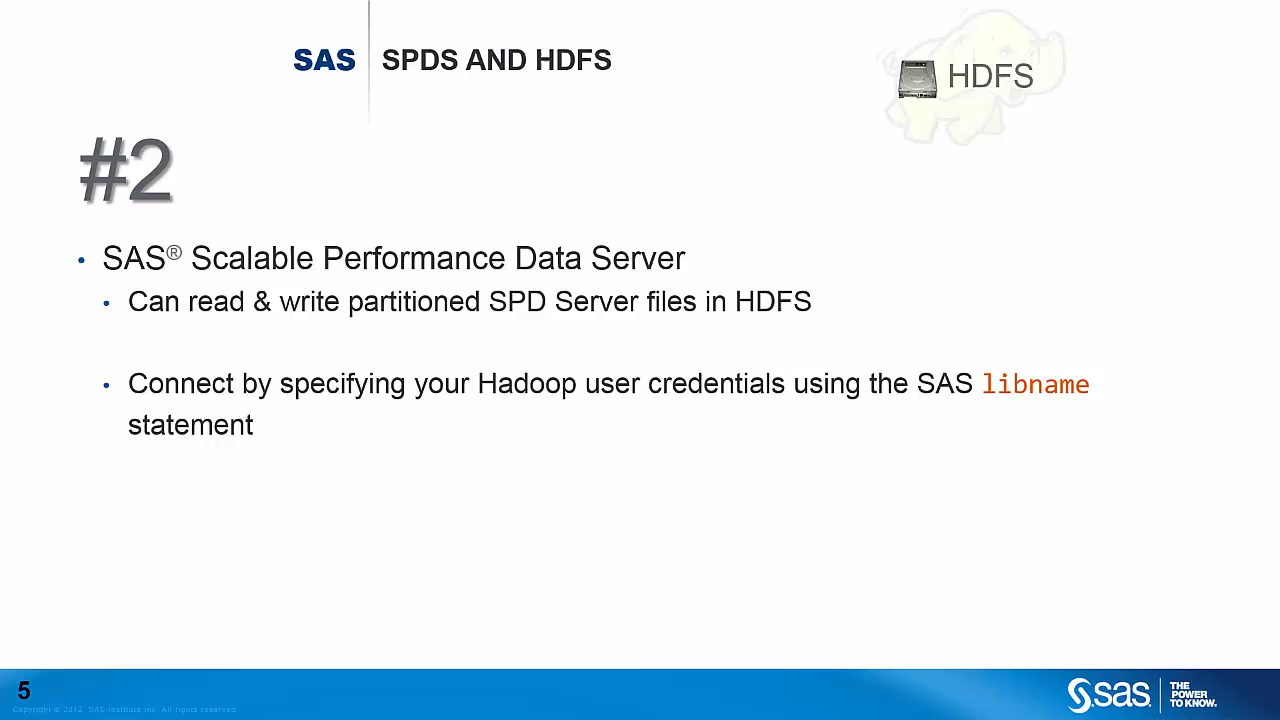 SAS SPDS AND HDFS
HDFS
#2
• SAS® Scalable Performance Data Server
• Can read & write partitioned SPD Server files in HDFS
• Connect by specifying your Hadoop user credentials using the SAS libname
statement
5
Copyright © 2012, SAS Institute Inc. All rights reserved.
sas. THE
POWER
TO KNOW.